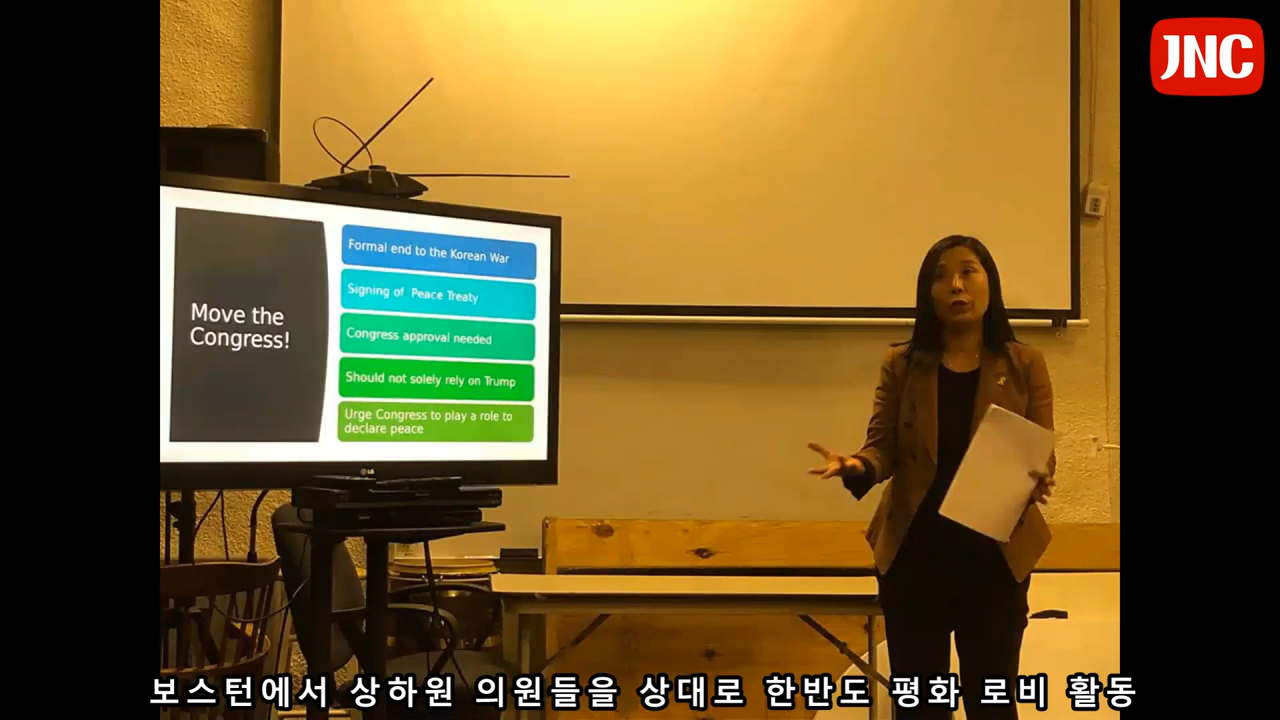 JNC
Move the
Congress!
Formal end to the Korean War
Signing of Peace Treaty
Congress approval needed
Should not solely rely on Trump
Urge Congress to play a role to
declare peace
LG
보스턴에서 상하원 의원들을 상대로 한반도 평화 로비 활동